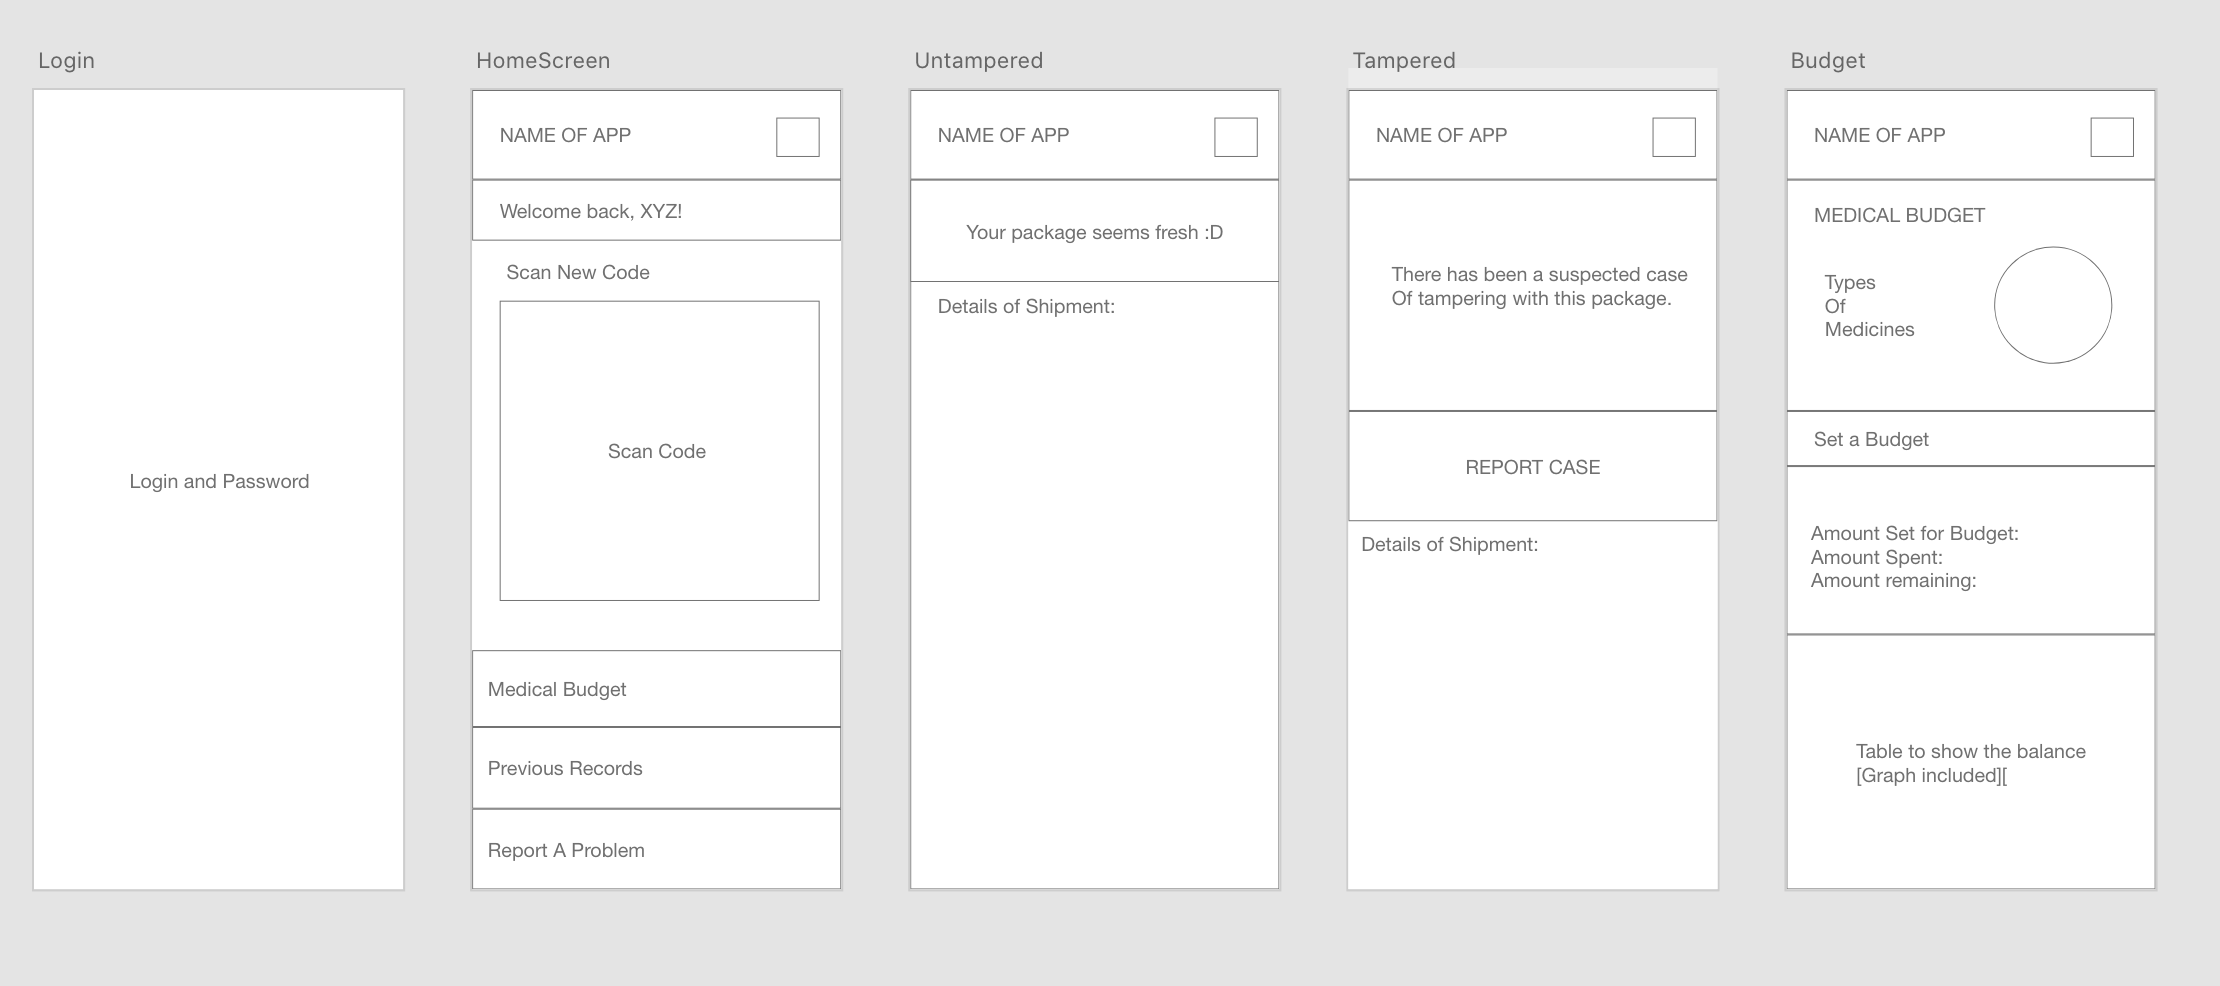 Login
Login and Password
HomeScreen
NAME OF APP
Welcome back, XYZ!
Scan New Code
Scan Code
Medical Budget
Previous Records
Report A Problem
Untampered
NAME OF APP
Your package seems fresh :D
Details of Shipment:
Tampered
NAME OF APP
There has been a suspected case
Of tampering with this package.
REPORT CASE
Details of Shipment:
Budget
NAME OF APP
MEDICAL BUDGET
Types
Of
Medicines
Set a Budget
Amount Set for Budget:
Amount Spent:
Amount remaining:
Table to show the balance
[Graph included][